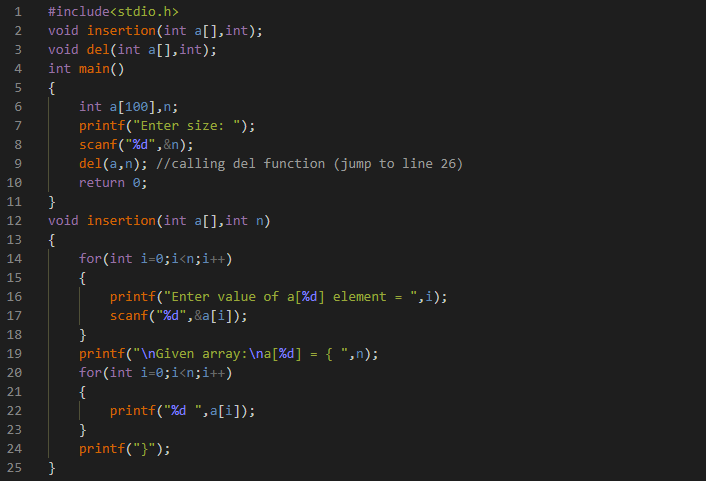 1 #include<stdio.h>
2 void insertion(int a[],int);
3 void del(int a[],int);
4 int main()
5 {
6     int a[100],n;
7     printf("Enter size: ");
8     scanf("%d",&n);
9     del(a,n); //calling del function (jump to line 26)
10     return 0;
11 }
12 void insertion(int a[],int n)
13 {
14     for(int i=0;i<n;i++)
15     {
16         printf("Enter value of a[%d] element = ",i);
17         scanf("%d",&a[i]);
18     }
19     printf("\nGiven array:\na[%d] = { ",n);
20     for(int i=0;i<n;i++)
21     {
22         printf("%d ",a[i]);
23     }
24     printf("}");
25 }